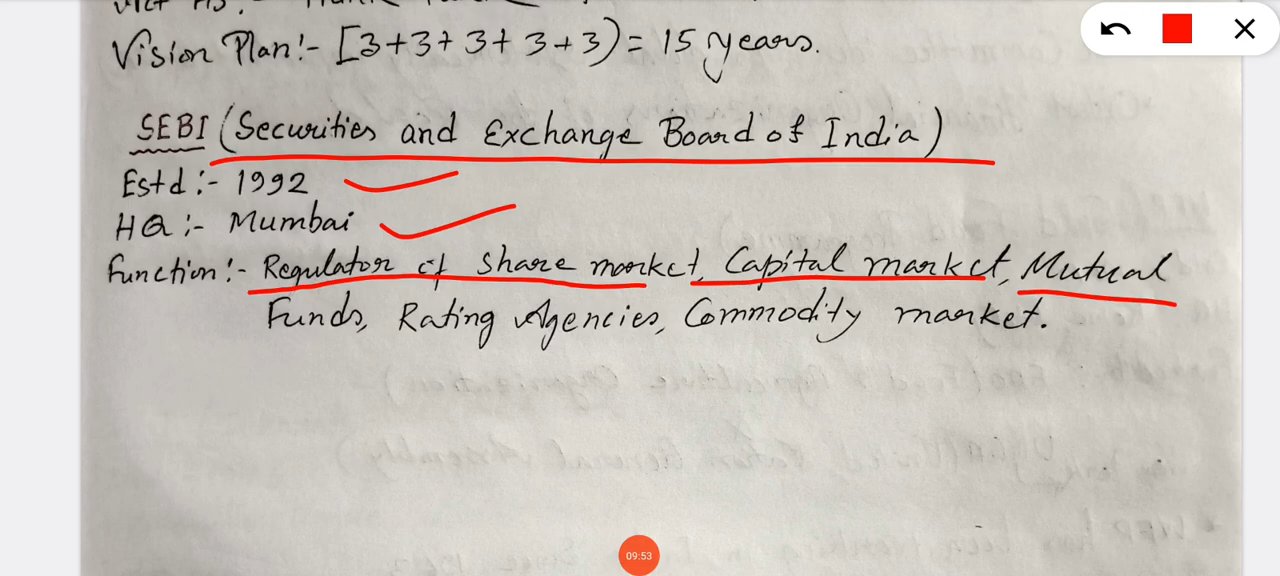 Vision Plan:- [3+3+3+3+3) = 15 years.
SEBI (Securities and Exchange Board of India)
Estd:- 1992
HQ:- Mumbai
Function:- Regulator of Share market, Capital market, Mutual
Funds, Rating Agencies, Commodity market.
09:53